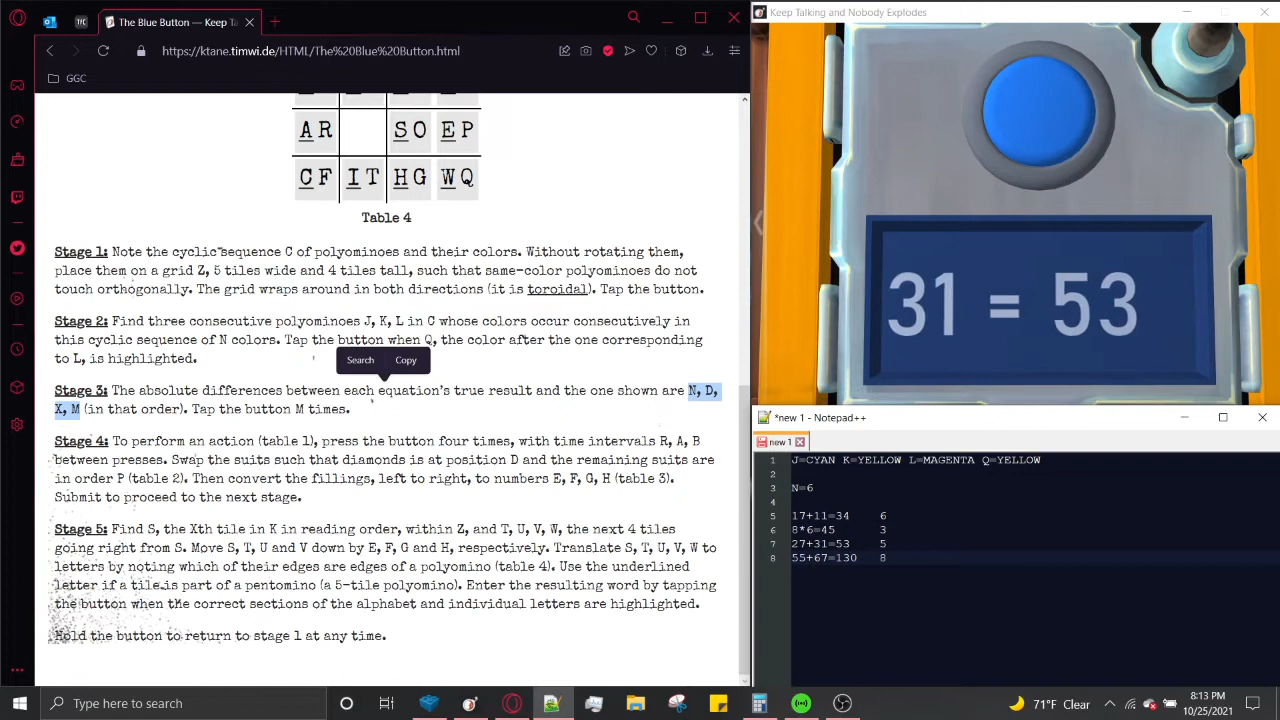 The Blue Button — Keep Ta
Keep Talking and Nobody Explodes
https://ktane.timwi.de/HTML/The%20Blue%20Button.html
GGC
AR SO EP
CF IT HG WQ
Table 4
Stage 1: Note the cyclic sequence C of polyominoes and their colors. Without rotating them,
place them on a grid Z, 5 tiles wide and 4 tiles tall, such that same-color polyominoes do not
touch orthogonally. The grid wraps around in both directions (it is toroidal). Tap the button.
Stage 2: Find three consecutive polyominoes J, K, L in C whose colors occur consecutively in
this cyclic sequence of N colors. Tap the button when Q, the color after the one corresponding
to L, is highlighted.
Search Copy
Stage 3: The absolute differences between each equation's true result and the one shown are N, D,
X, M (in that order). Tap the button M times.
Stage 4: To perform an action (table 1), press the button four times, with time intervals R, A, B
between presses. Swap the suits such that diamonds is at position D and the remaining suits are
in order P (table 2). Then convert the fillings, left to right, to numbers E, F, G, H (table 3).
Submit to proceed to the next stage.
Stage 5: Find S, the Xth tile in K in reading order, within Z, and T, U, V, W, the next 4 tiles
going right from S. Move S, T, U and V down by E, F, G and H, respectively. Translate S, T, U, V, W to
letters by seeing which of their edges are edges of a polyomino (table 4). Use the underlined
letter if a tile is part of a pentomino (a 5-tile polyomino). Enter the resulting word by tapping
the button when the correct sections of the alphabet and individual letters are highlighted.
Hold the button to return to stage 1 at any time.
31 = 53
*new 1 - Notepad++
new 1
1 J=CYAN K=YELLOW L=MAGENTA Q=YELLOW
2
3 N=6
4
5 17+11=34 6
6 8*6=45 3
7 27+31=53 5
8 55+67=130 8
Type here to search
71°F Clear
8:13 PM
10/25/2021